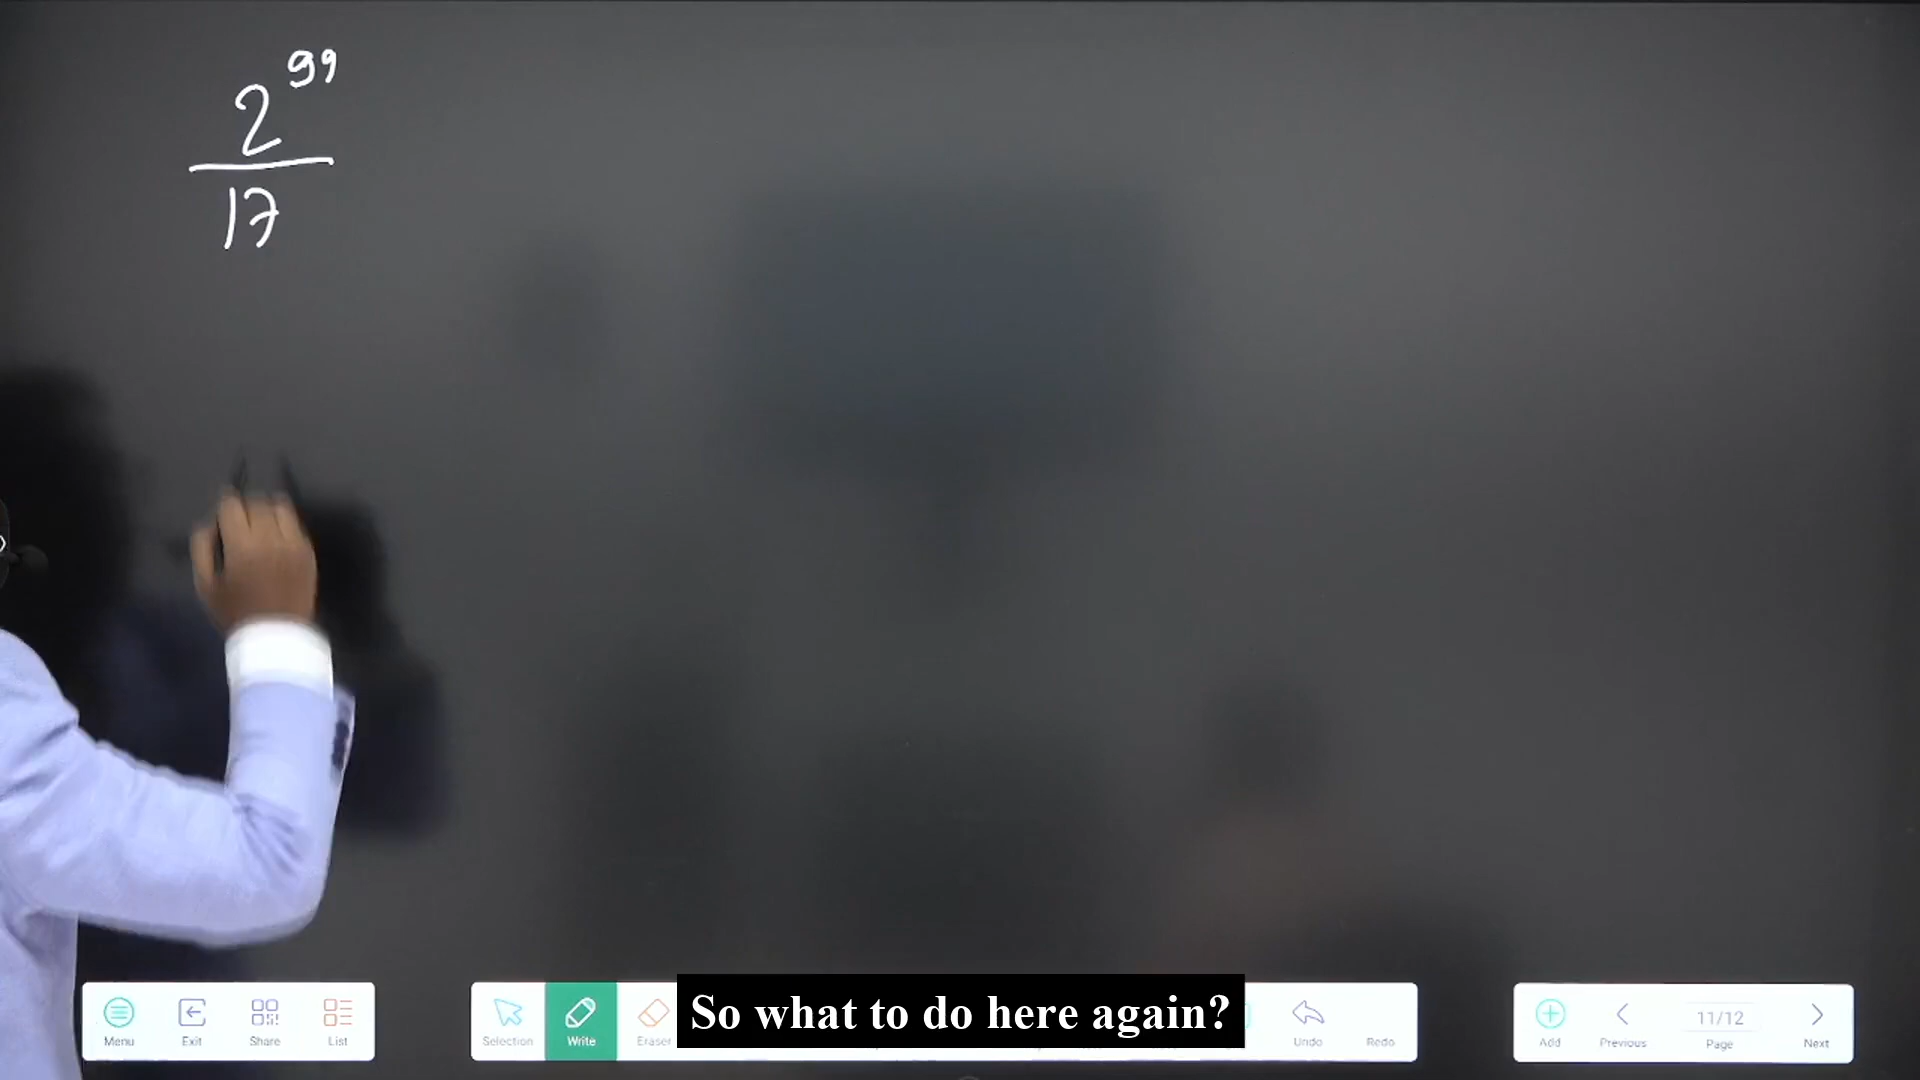 2^99
17
So what to do here again?
Menu Exit Share List
Selection Write Eraser Undo Redo
Add Previous 11/12 Page Next